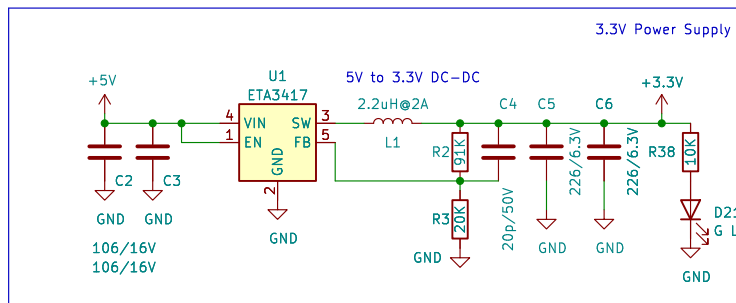 3.3V Power Supply
+5V
U1
ETA3417
5V to 3.3V DC-DC
2.2uH@2A
L1
4
VIN
SW
3
1
EN
FB
5
GND
2
GND
C2
C3
GND
GND
106/16V
106/16V
R2
91K
R3
20K
GND
C4
20p/50V
C5
226/6.3V
GND
C6
226/6.3V
GND
+3.3V
R38
10K
D21
G L
GND